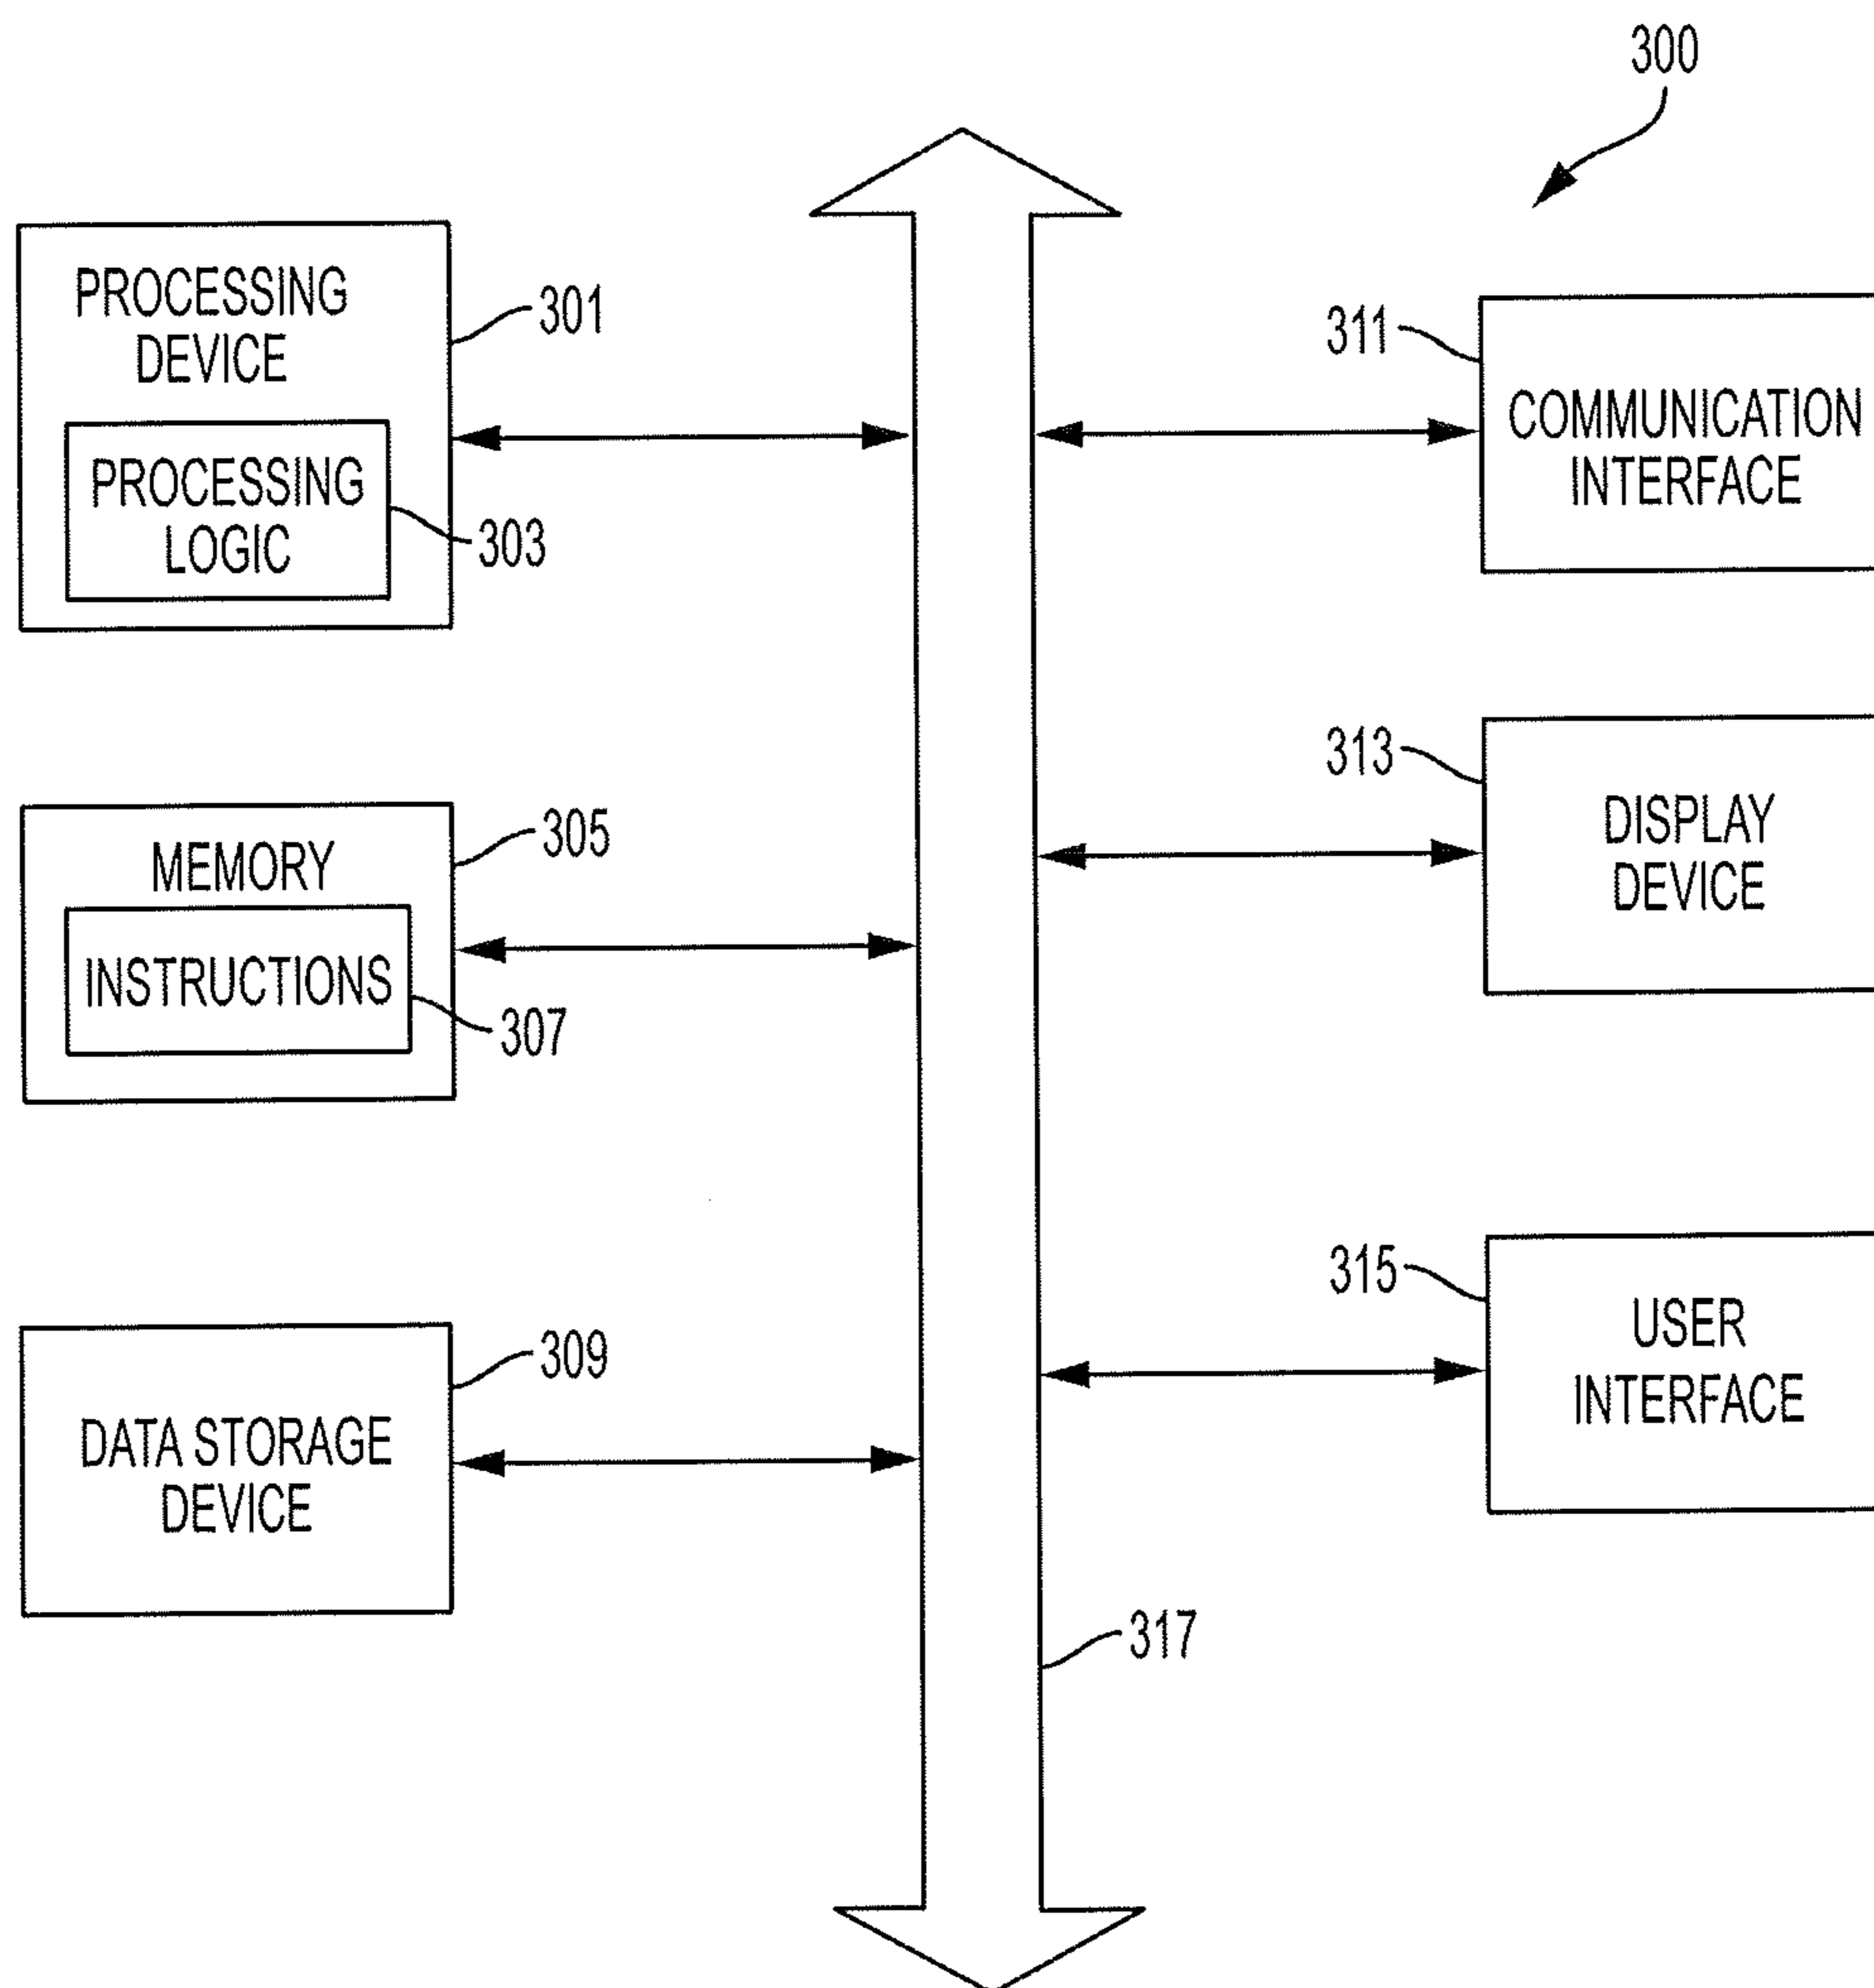 300
PROCESSING
DEVICE
301
PROCESSING
LOGIC
303
311
COMMUNICATION
INTERFACE
313
DISPLAY
DEVICE
MEMORY
305
INSTRUCTIONS
307
315
USER
INTERFACE
309
DATA STORAGE
DEVICE
317